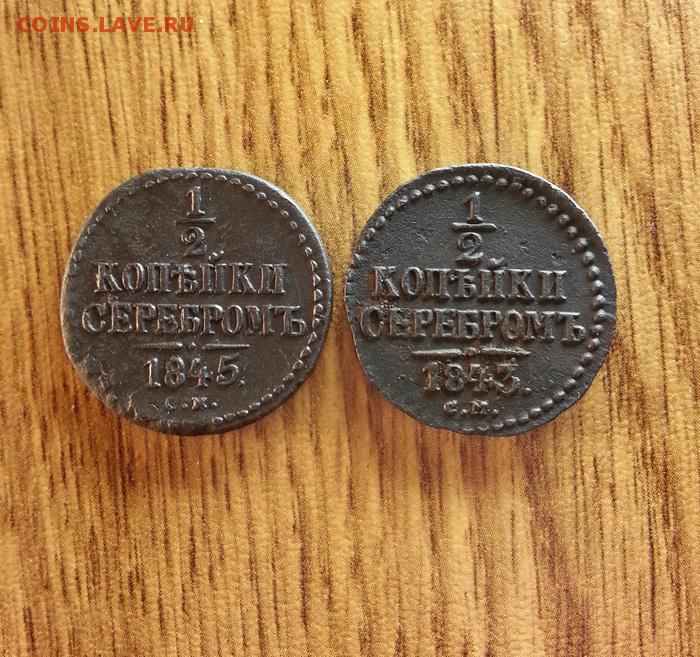 COINS.LAVE.RU
1
2
КОПѢЙКИ
СЕРЕБРОМЪ
1845.
С.М.
1
2
КОПѢЙКИ
СЕРЕБРОМЪ
1843.
С.М.